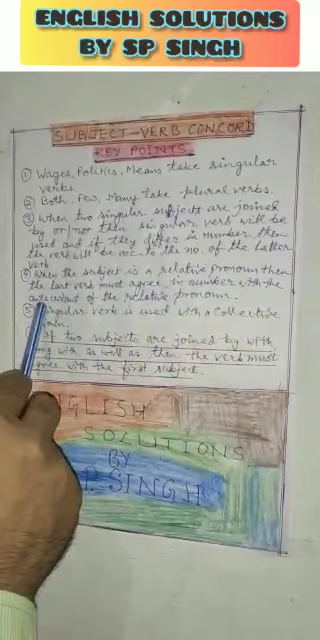 ENGLISH SOLUTIONS
BY SP SINGH
SUBJECT-VERB CONCORD
KEY POINTS
① Wages, Politics, Means take singular
verbs.
② Both, Few, Many take plural verbs.
③ When two singular subjects are joined
by or/not then singular verb will be
used and if they differ in number then
the verb will be acc. to the no. of the latter
verb.
④ When the subject is a relative pronoun then
the verb must agree in number with the
antecedent of the relative pronoun.
singular verb is used with a Collective
noun.
If two subjects are joined by with
along with as well as then the verb must
agree with the first subject.
ENGLISH
SOLUTIONS
BY
SP. SINGH